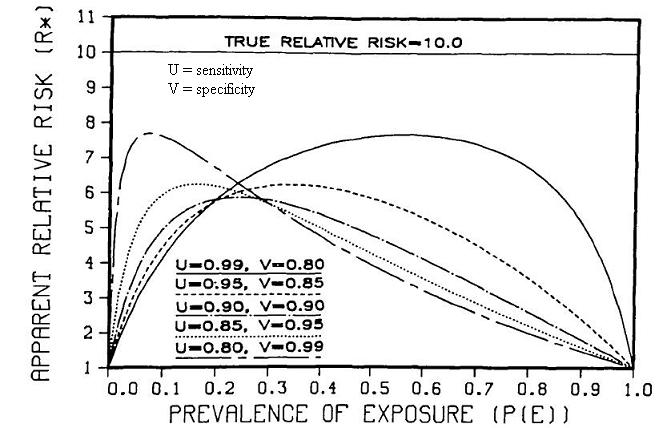 11
TRUE RELATIVE RISK=10.0
10
U = sensitivity
9
V = specificity
8
7
6
5
4
3
2
1
APPARENT RELATIVE RISK (R*)
U=0.99, V=0.80
U=0.95, V=0.85
U=0.90, V=0.90
U=0.85, V=0.95
U=0.80, V=0.99
0.0 0.1 0.2 0.3 0.4 0.5 0.6 0.7 0.8 0.9 1.0
PREVALENCE OF EXPOSURE (P(E))